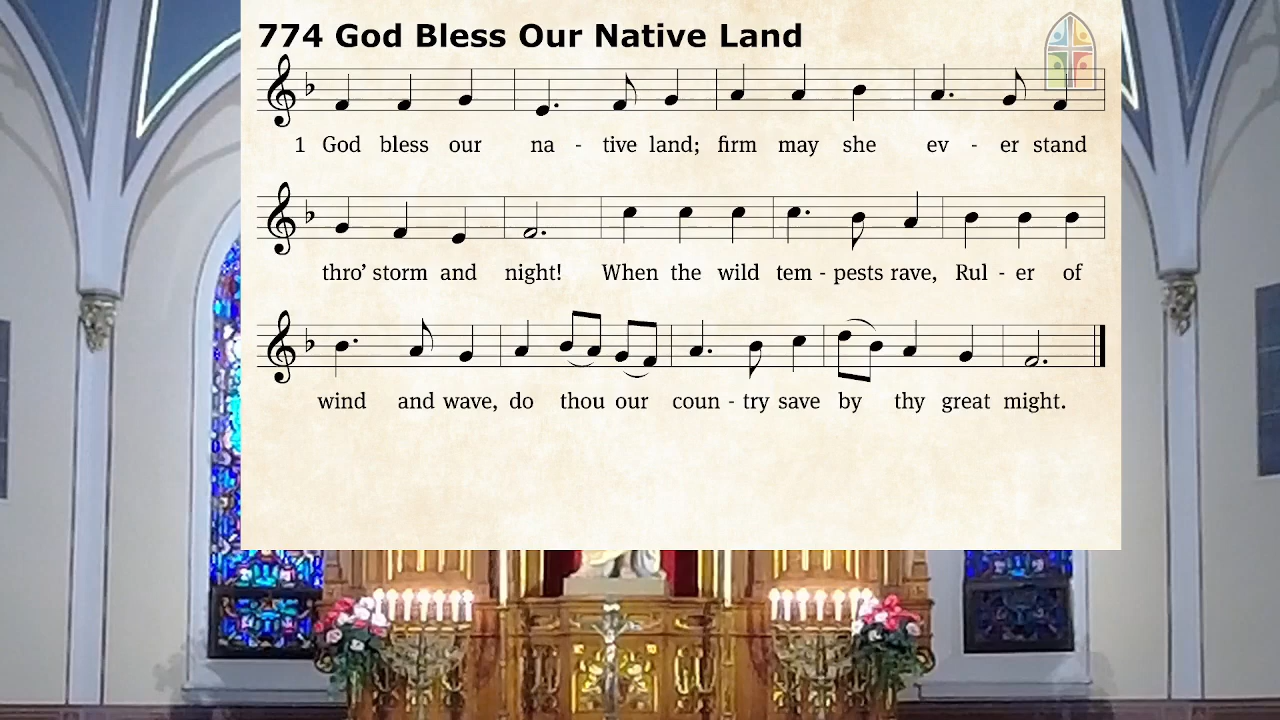 774 God Bless Our Native Land
1 God bless our na - tive land; firm may she ev - er stand
thro’ storm and night! When the wild tem - pests rave, Rul - er of
wind and wave, do thou our coun - try save by thy great might.